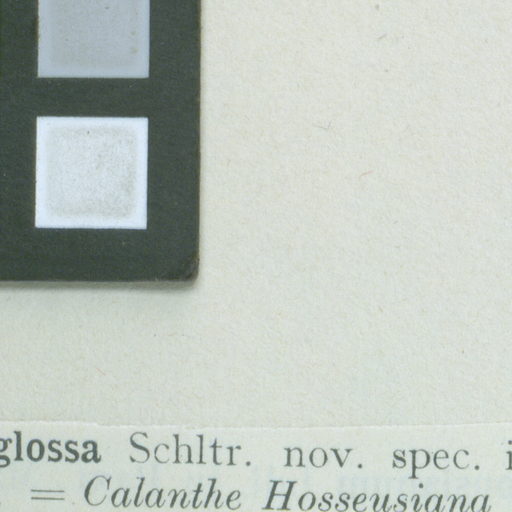 glossa Schltr. nov. spec. i
= Calanthe Hosseusiana